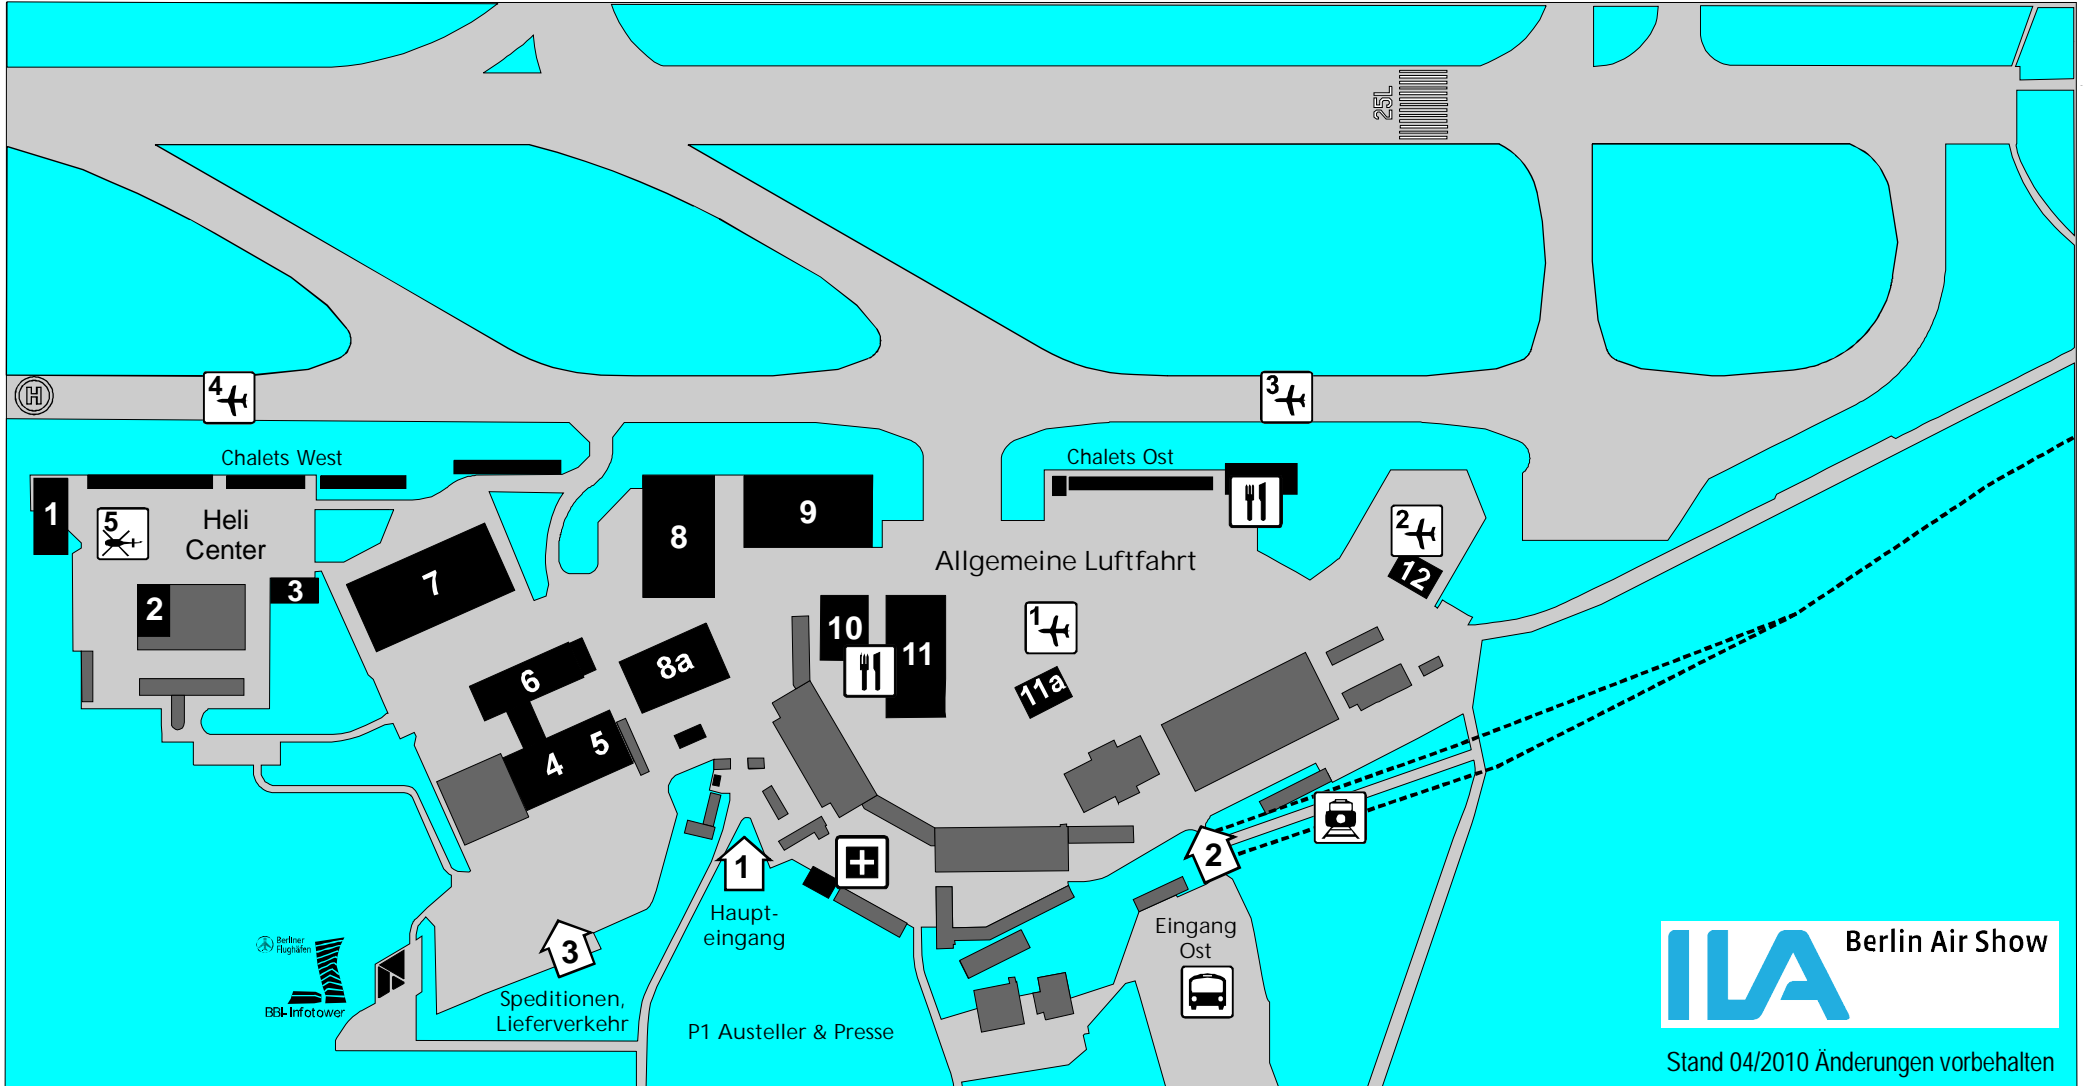 25L
H
4
3
Chalets West
Chalets Ost
1
5
Heli
Center
2
3
7
8
9
Allgemeine Luftfahrt
2
12
10
11
1
11a
6
8a
5
4
1
Haupt-
eingang
2
Eingang
Ost
3
Speditionen,
Lieferverkehr
P1 Austeller & Presse
Berliner
Flughäfen
BBI-Infotower
ILA
Berlin Air Show
Stand 04/2010 Änderungen vorbehalten